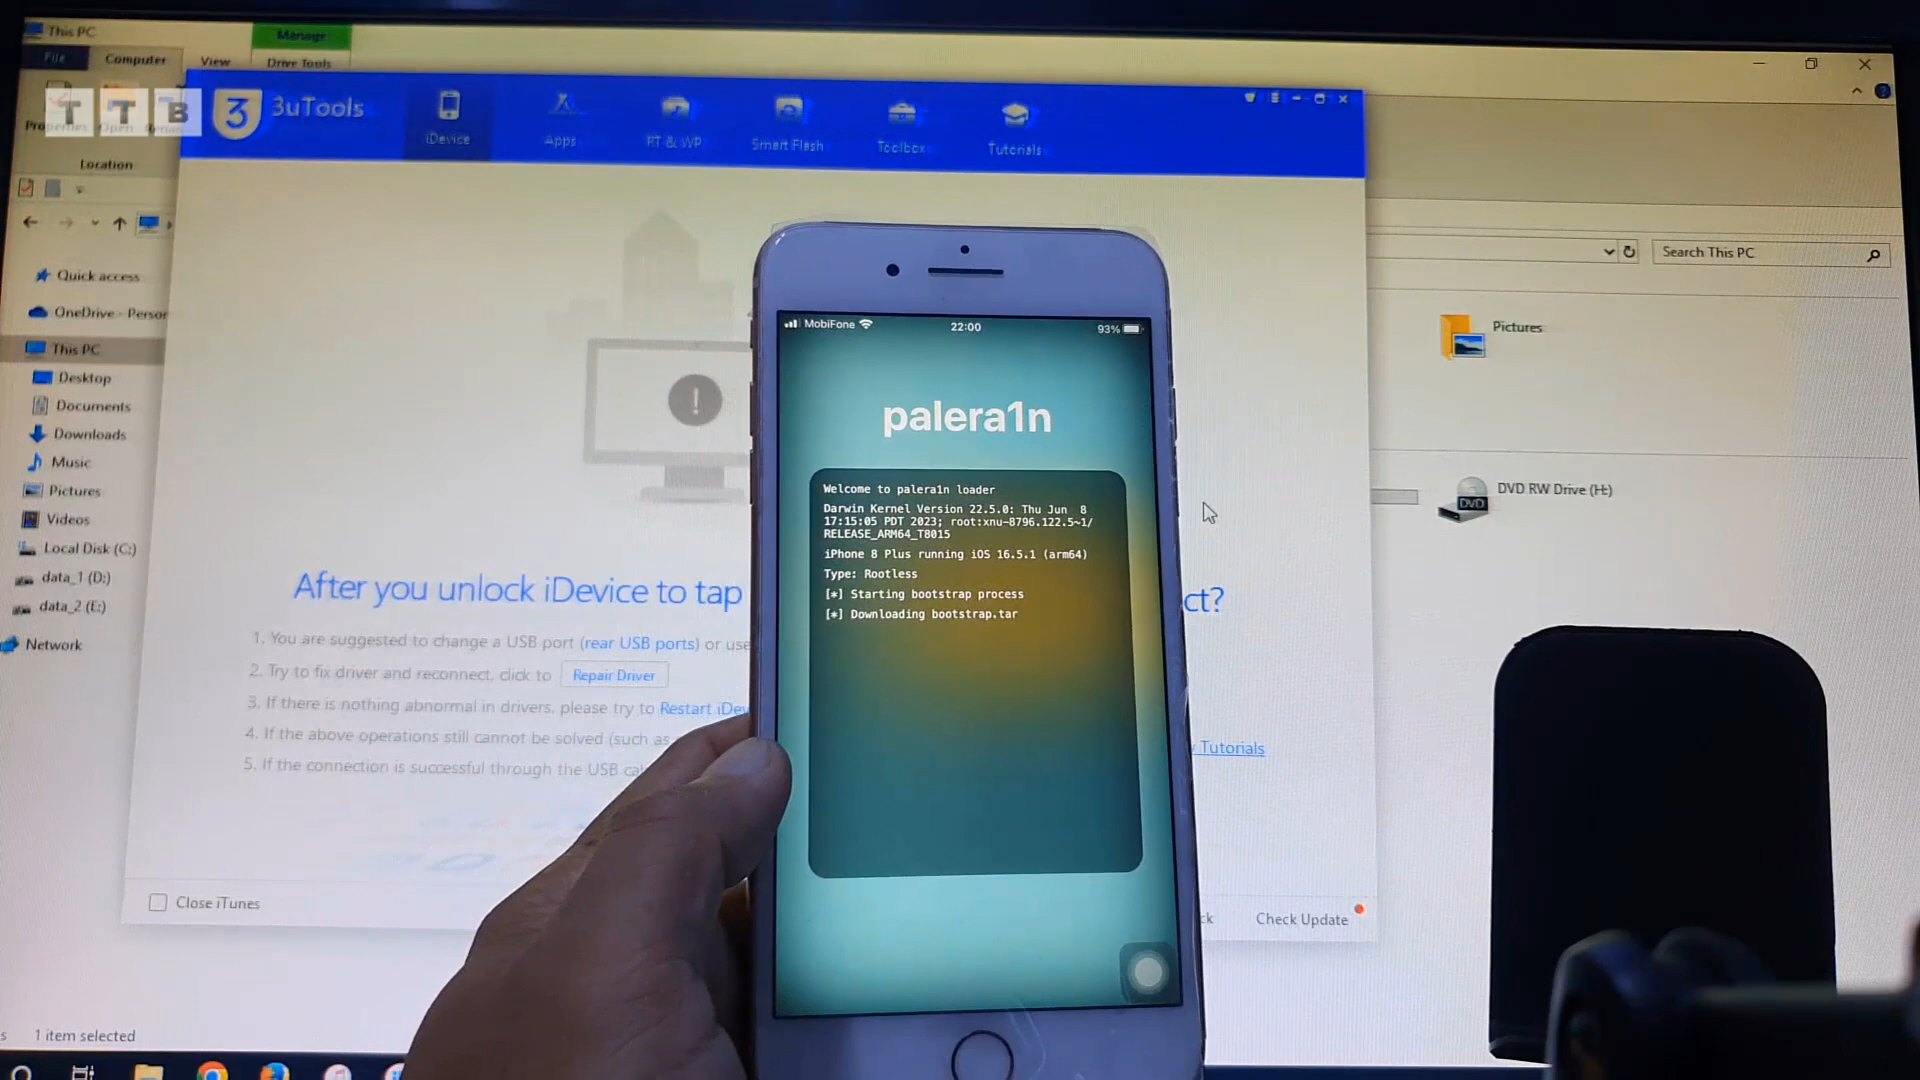 This PC
Manage
File
Computer
View
Drive Tools
TTB
Location
3uTools
iDevice
Apps
RT & WP
Smart Flash
Toolbox
Tutorials
Search This PC
Quick access
OneDrive - Person
This PC
Desktop
Documents
Downloads
Music
Pictures
Videos
Local Disk (C:)
data_1 (D:)
data_2 (E:)
Network
Pictures
DVD RW Drive (H:)
DVD
After you unlock iDevice to tap
ct?
1. You are suggested to change a USB port (rear USB ports) or use
2. Try to fix driver and reconnect, click to Repair Driver
3. If there is nothing abnormal in drivers, please try to Restart iDev
4. If the above operations still cannot be solved (such as
5. If the connection is successful through the USB ca
Tutorials
Close iTunes
ck
Check Update
1 item selected
MobiFone
22:00
93%
palera1n
Welcome to palera1n loader
Darwin Kernel Version 22.5.0: Thu Jun 8
17:15:05 PDT 2023; root:xnu-8796.122.5~1/
RELEASE_ARM64_T8015
iPhone 8 Plus running iOS 16.5.1 (arm64)
Type: Rootless
[*] Starting bootstrap process
[*] Downloading bootstrap.tar